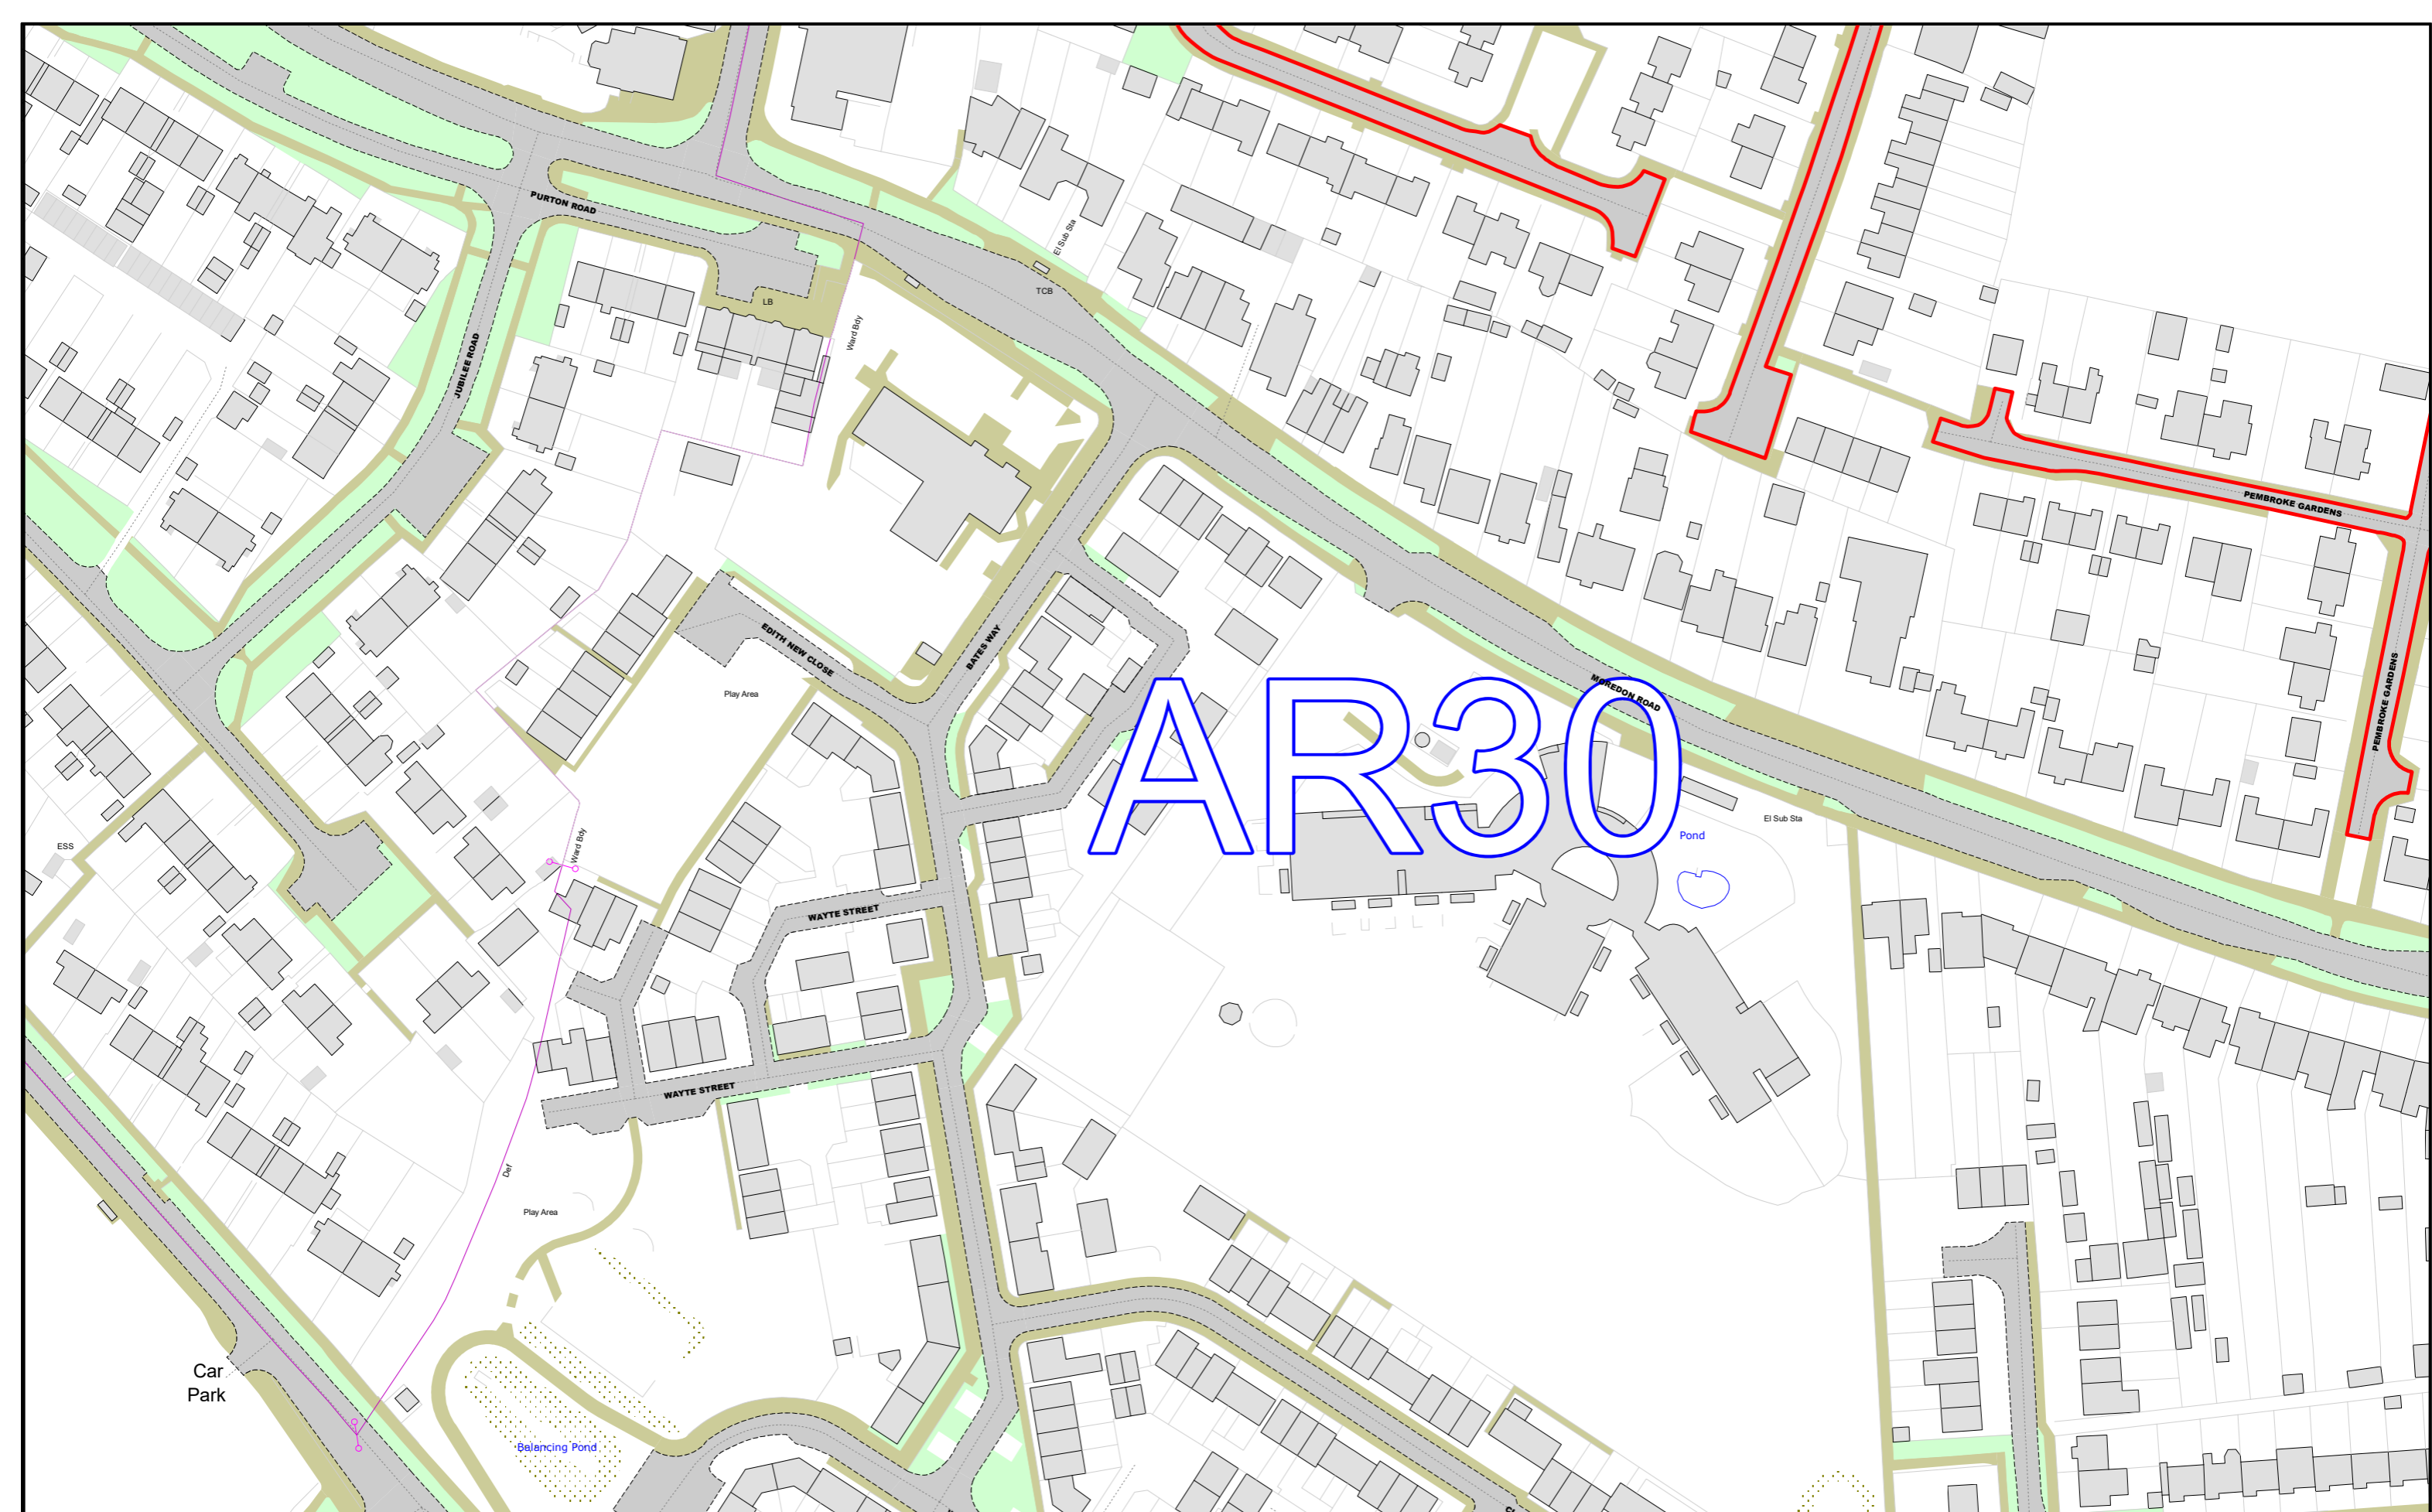 PURTON ROAD
El Sub Sta
TCB
LB
Ward Bdy
JUBILEE ROAD
PEMBROKE GARDENS
EDITH NEW CLOSE
BATES WAY
Play Area
AR30
MOREDON ROAD
PEMBROKE GARDENS
El Sub Sta
Pond
ESS
Ward Bdy
WAYTE STREET
WAYTE STREET
Def
Play Area
Car
Park
Balancing Pond